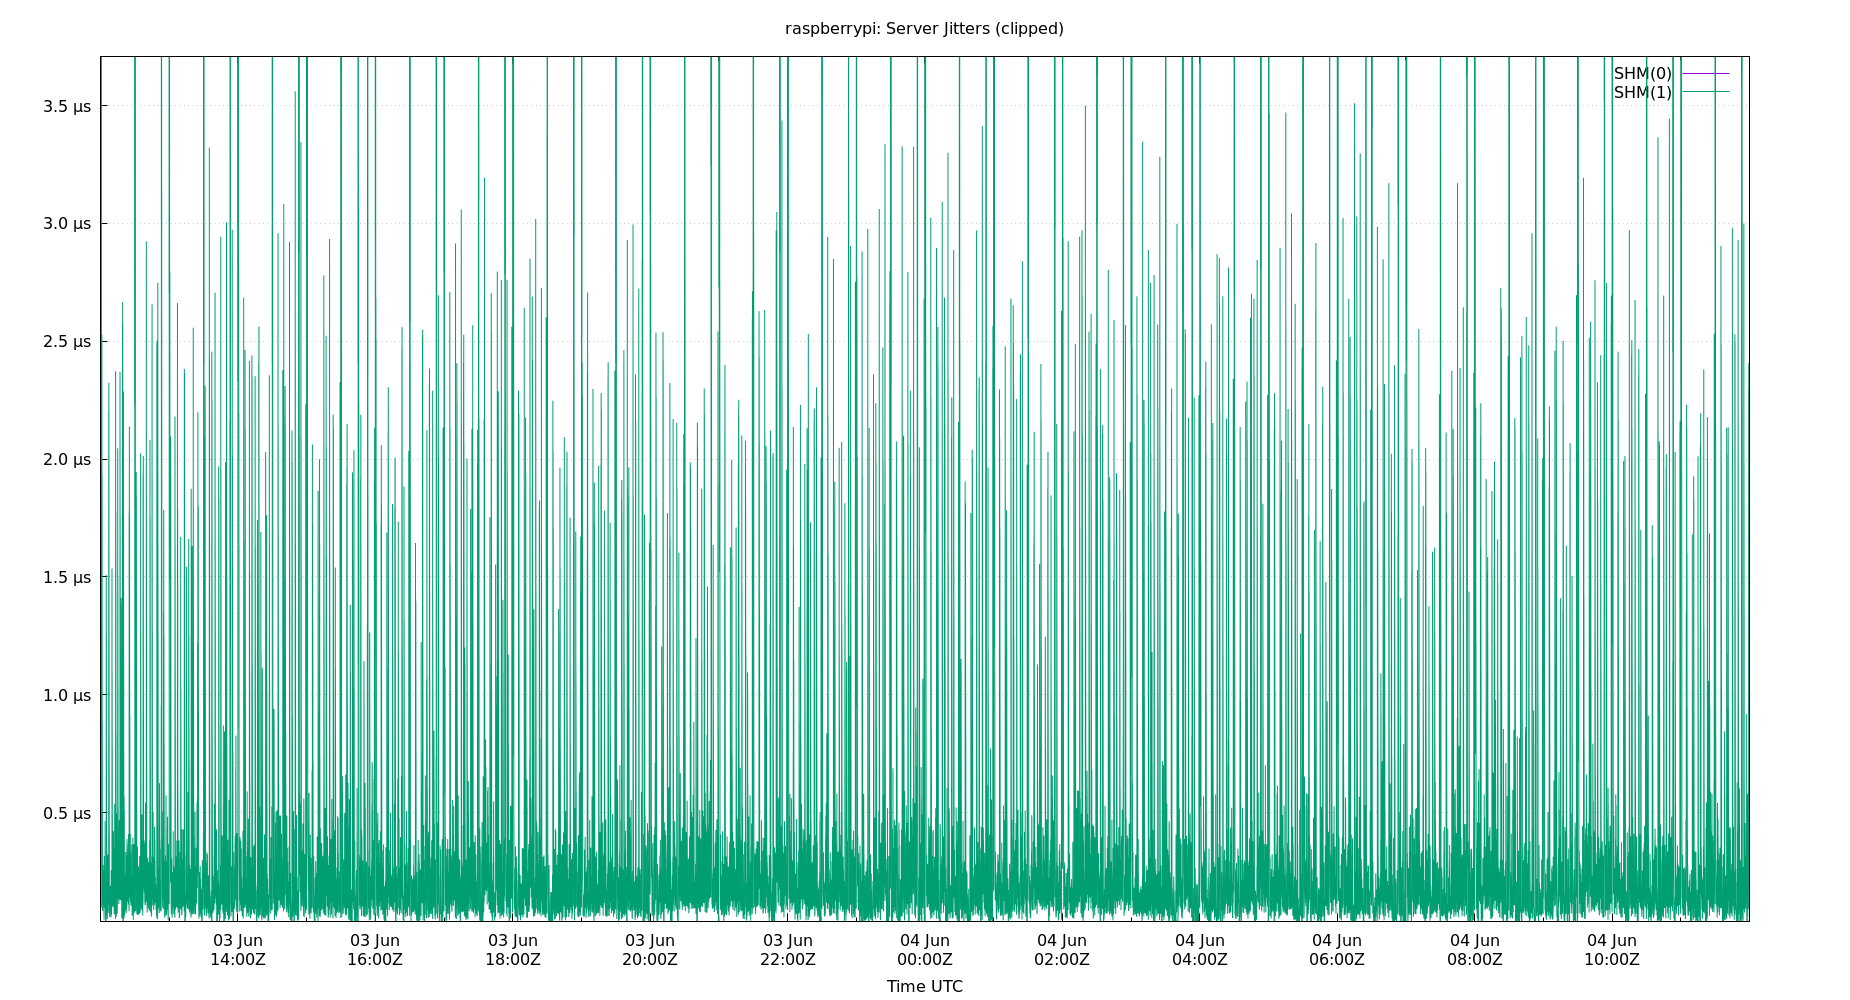 raspberrypi: Server Jitters (clipped)
SHM(0)
SHM(1)
3.5 µs
3.0 µs
2.5 µs
2.0 µs
1.5 µs
1.0 µs
0.5 µs
03 Jun 03 Jun 03 Jun 03 Jun 03 Jun 04 Jun 04 Jun 04 Jun 04 Jun 04 Jun 04 Jun
14:00Z 16:00Z 18:00Z 20:00Z 22:00Z 00:00Z 02:00Z 04:00Z 06:00Z 08:00Z 10:00Z
Time UTC